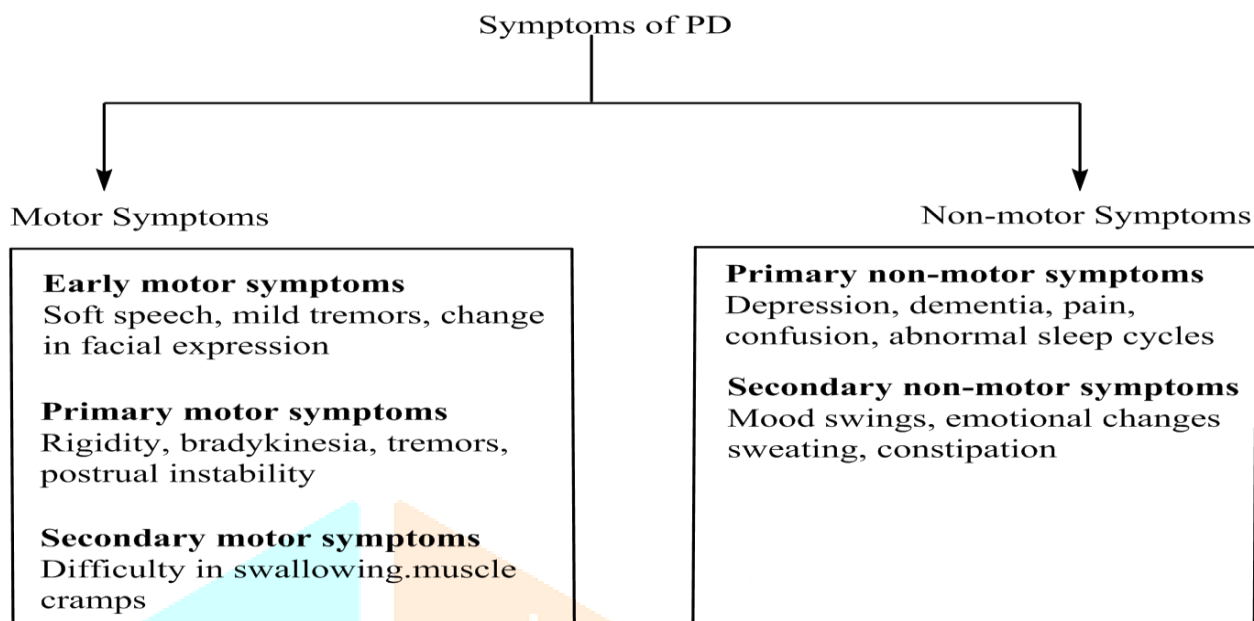 Symptoms of PD
Motor Symptoms
Early motor symptoms
Soft speech, mild tremors, change
in facial expression
Primary motor symptoms
Rigidity, bradykinesia, tremors,
postrual instability
Secondary motor symptoms
Difficulty in swallowing.muscle
cramps
Non-motor Symptoms
Primary non-motor symptoms
Depression, dementia, pain,
confusion, abnormal sleep cycles
Secondary non-motor symptoms
Mood swings, emotional changes
sweating, constipation